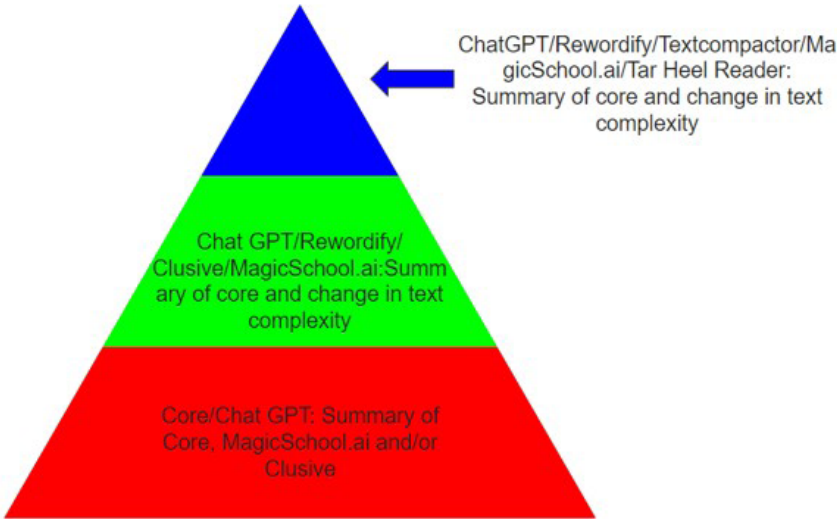 ChatGPT/Rewordify/Textcompactor/Ma
gicSchool.ai/Tar Heel Reader:
Summary of core and change in text
complexity
Chat GPT/Rewordify/
Clusive/MagicSchool.ai:Summ
ary of core and change in text
complexity
Core/Chat GPT: Summary of
Core, MagicSchool.ai and/or
Clusive